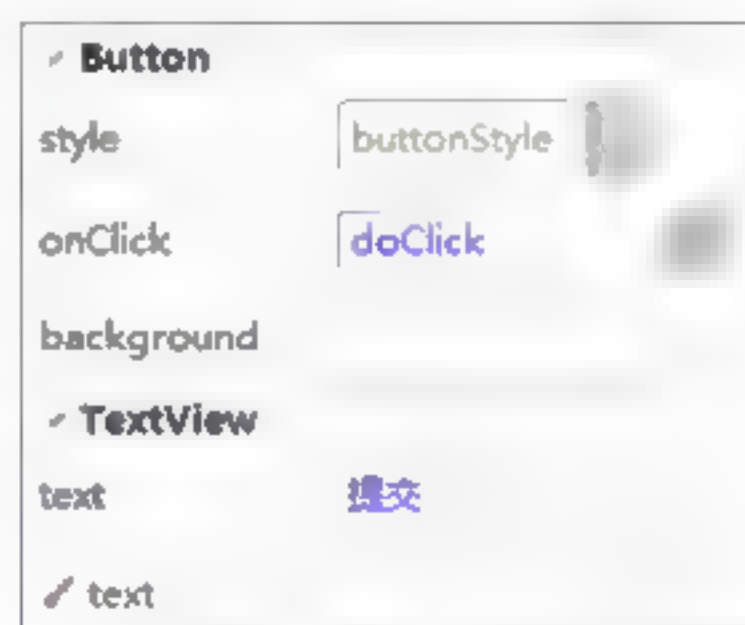 Button
style buttonStyle
onClick doClick
background
TextView
text 提交
text